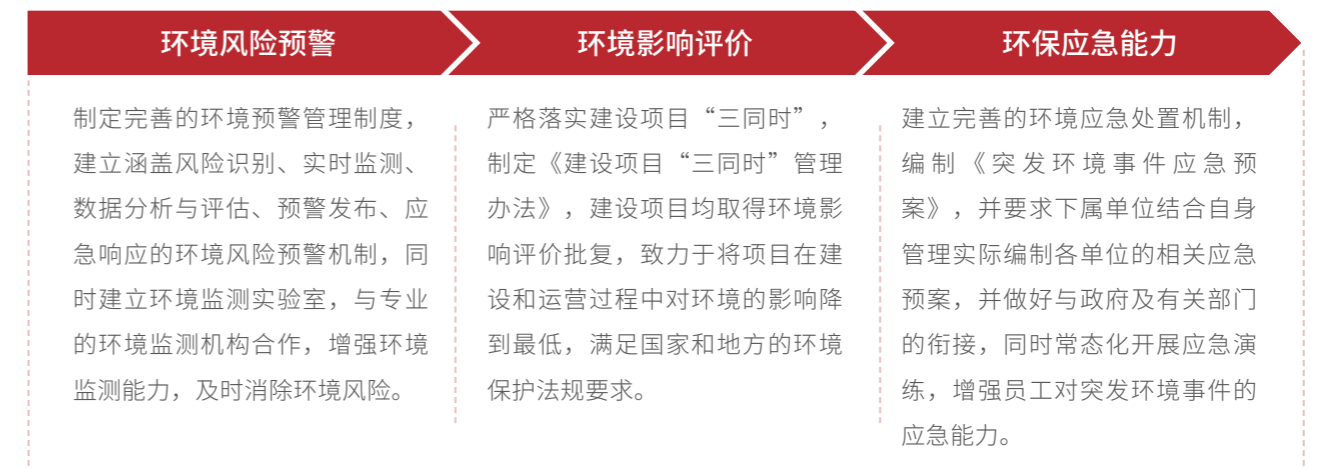 环境风险预警
制定完善的环境预警管理制度，
建立涵盖风险识别、实时监测、
数据分析与评估、预警发布、应
急响应的环境风险预警机制，同
时建立环境监测实验室，与专业
的环境监测机构合作，增强环境
监测能力，及时消除环境风险。
环境影响评价
严格落实建设项目“三同时”，
制定《建设项目“三同时”管理
办法》，建设项目均取得环境影
响评价批复，致力于将项目在建
设和运营过程中对环境的影响降
到最低，满足国家和地方的环境
保护法规要求。
环保应急能力
建立完善的环境应急处置机制，
编制《突发环境事件应急预
案》，并要求下属单位结合自身
管理实际编制各单位的相关应急
预案，并做好与政府及有关部门
的衔接，同时常态化开展应急演
练，增强员工对突发环境事件的
应急能力。